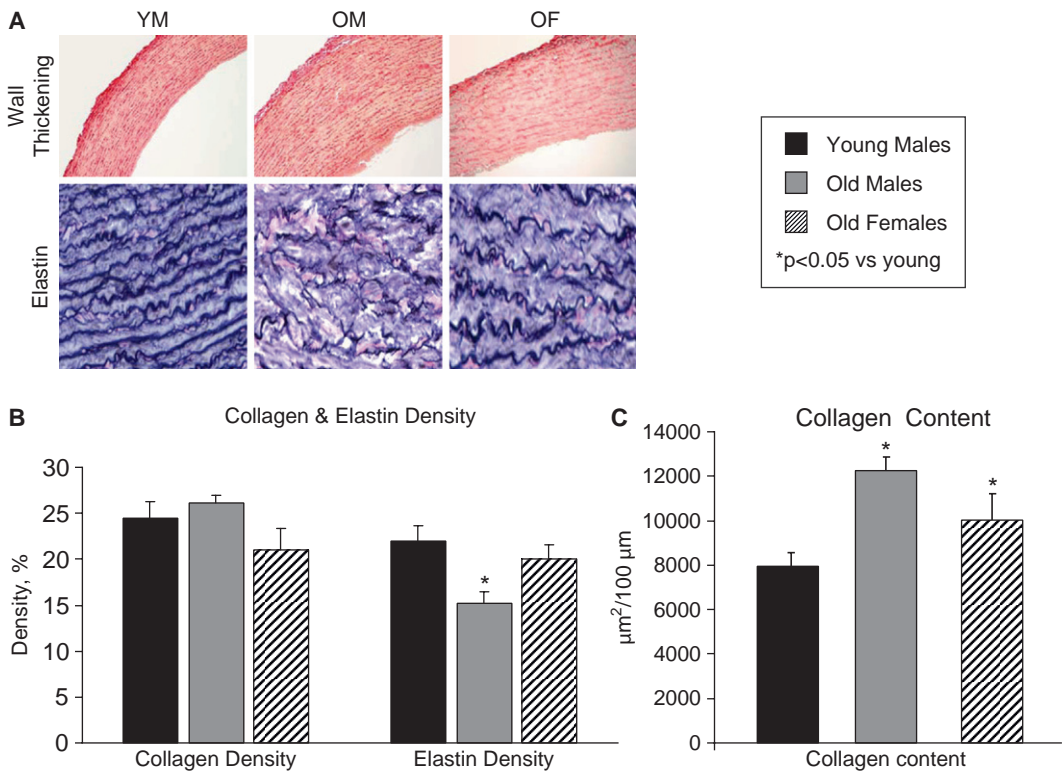 A
YM OM OF
Wall
Thickening
Elastin
Young Males
Old Males
Old Females
*p<0.05 vs young
B
Collagen & Elastin Density
Density, %
30
25
20
15
10
5
0
*
Collagen Density Elastin Density
C
Collagen Content
µm²/100 µm
14000
12000
10000
8000
6000
4000
2000
0
*
*
Collagen content